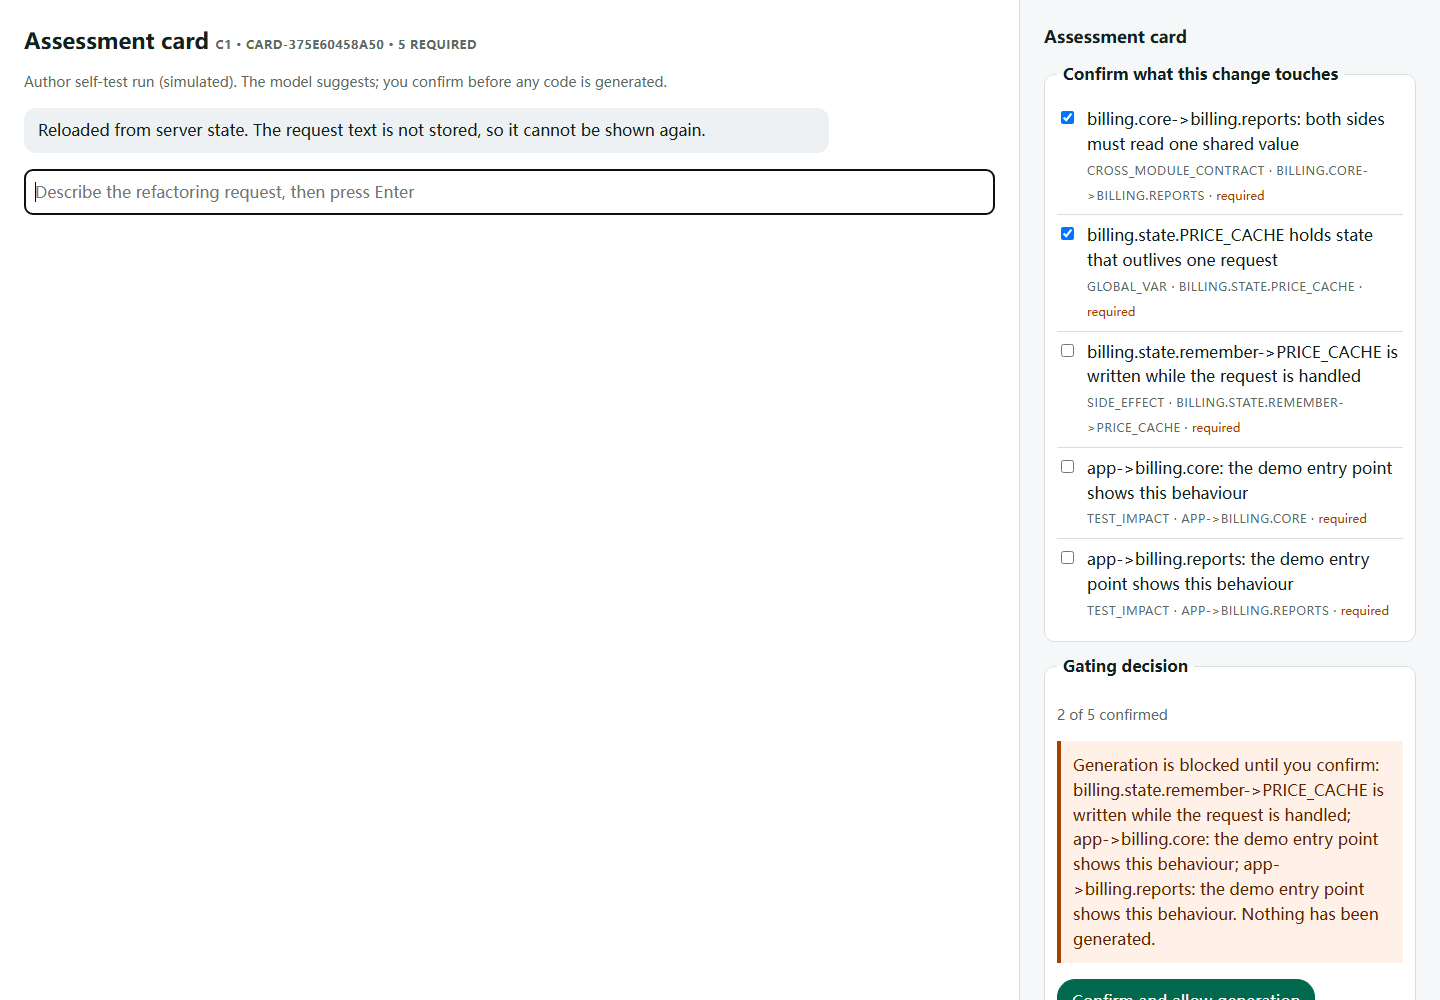 Assessment card C1 • CARD-375E60458A50 • 5 REQUIRED
Author self-test run (simulated). The model suggests; you confirm before any code is generated.
Reloaded from server state. The request text is not stored, so it cannot be shown again.
Describe the refactoring request, then press Enter
Assessment card
Confirm what this change touches
billing.core->billing.reports: both sides
must read one shared value
CROSS_MODULE_CONTRACT · BILLING.CORE-
>BILLING.REPORTS · required
billing.state.PRICE_CACHE holds state
that outlives one request
GLOBAL_VAR · BILLING.STATE.PRICE_CACHE ·
required
billing.state.remember->PRICE_CACHE is
written while the request is handled
SIDE_EFFECT · BILLING.STATE.REMEMBER-
>PRICE_CACHE · required
app->billing.core: the demo entry point
shows this behaviour
TEST_IMPACT · APP->BILLING.CORE · required
app->billing.reports: the demo entry
point shows this behaviour
TEST_IMPACT · APP->BILLING.REPORTS · required
Gating decision
2 of 5 confirmed
Generation is blocked until you confirm:
billing.state.remember->PRICE_CACHE is
written while the request is handled;
app->billing.core: the demo entry point
shows this behaviour; app-
>billing.reports: the demo entry point
shows this behaviour. Nothing has been
generated.
Confirm and allow generation